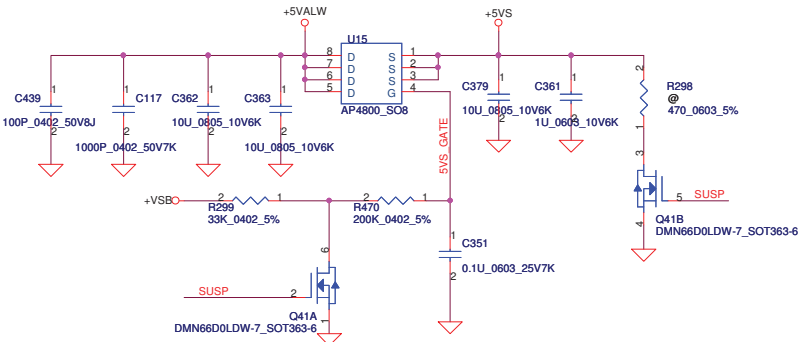 +5VALW
+5VS
U15
8 D S 1
7 D S 2
6 D S 3
5 D G 4
AP4800_SO8
1
C439
100P_0402_50V8J
2
1
C117
1000P_0402_50V7K
2
1
C362
10U_0805_10V6K
2
1
C363
10U_0805_10V6K
2
1
C379
10U_0805_10V6K
2
1
C361
1U_0603_10V6K
2
2
R298
@
470_0603_5%
1
5VS_GATE
3
5 SUSP
4
Q41B
DMN66D0LDW-7_SOT363-6
+VSB
2 1
R299
33K_0402_5%
2 1
R470
200K_0402_5%
1
C351
0.1U_0603_25V7K
2
6
SUSP 2
1
Q41A
DMN66D0LDW-7_SOT363-6